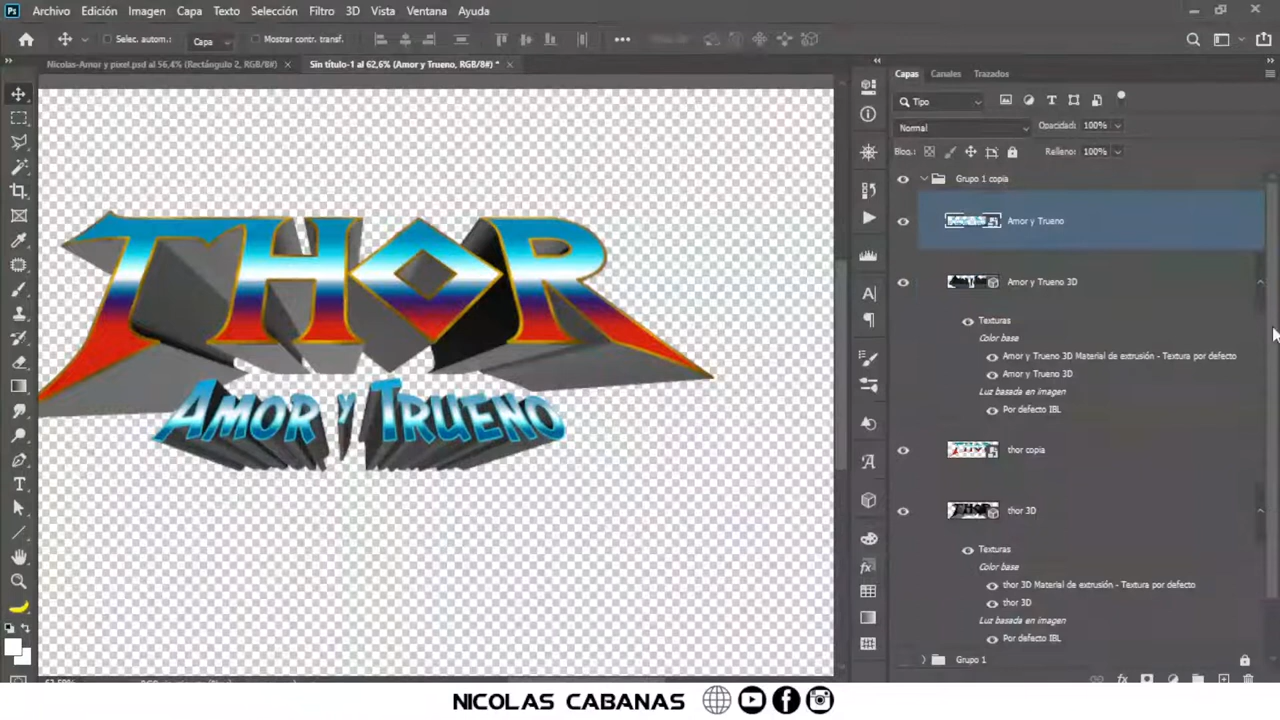 Ps Archivo Edición Imagen Capa Texto Selección Filtro 3D Vista Ventana Ayuda
Selec. autom.: Capa Mostrar contr. transf.
Nicolas-Amor y pixel.psd al 56,4% (Rectángulo 2, RGB/8#) Sin título-1 al 62,6% (Amor y Trueno, RGB/8#) *
Capas Canales Trazados
Tipo
Normal Opacidad: 100%
Bloq.: Relleno: 100%
Grupo 1 copia
Amor y Trueno
Amor y Trueno 3D
Texturas
Color base
Amor y Trueno 3D Material de extrusión - Textura por defecto
Amor y Trueno 3D
Luz basada en imagen
Por defecto IBL
thor copia
thor 3D
Texturas
Color base
thor 3D Material de extrusión - Textura por defecto
thor 3D
Luz basada en imagen
Por defecto IBL
Grupo 1
THOR
AMOR Y TRUENO
NICOLAS CABANAS